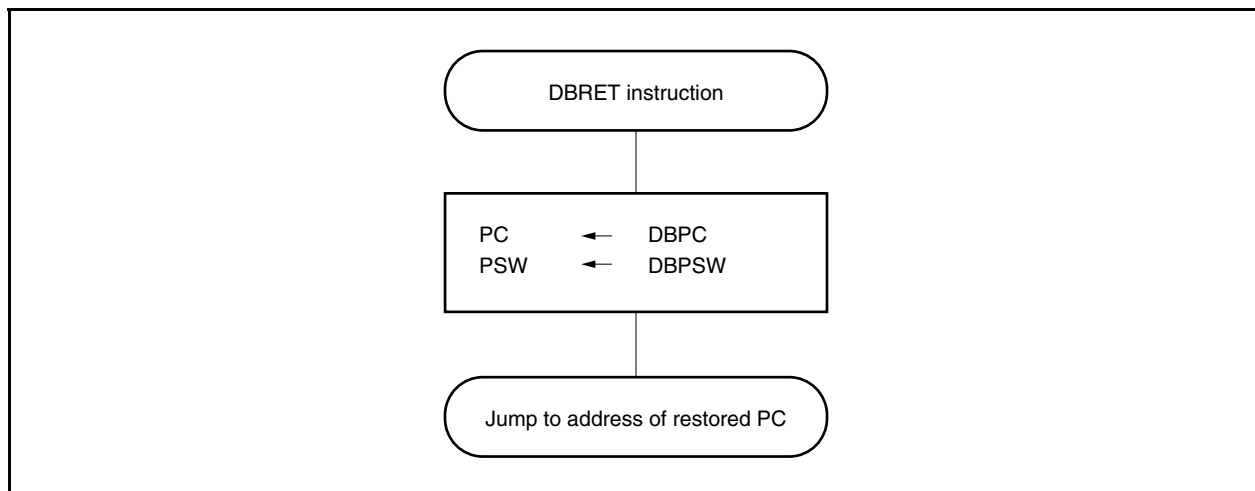 DBRET instruction
PC ← DBPC
PSW ← DBPSW
Jump to address of restored PC